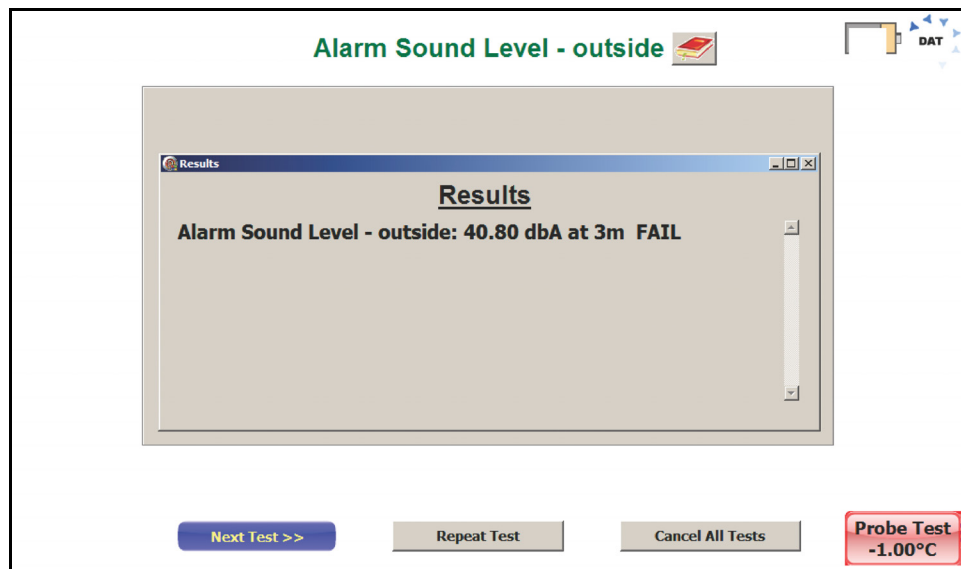 Alarm Sound Level - outside
DAT
Results
Results
Alarm Sound Level - outside: 40.80 dbA at 3m FAIL
Next Test >>
Repeat Test
Cancel All Tests
Probe Test
-1.00°C